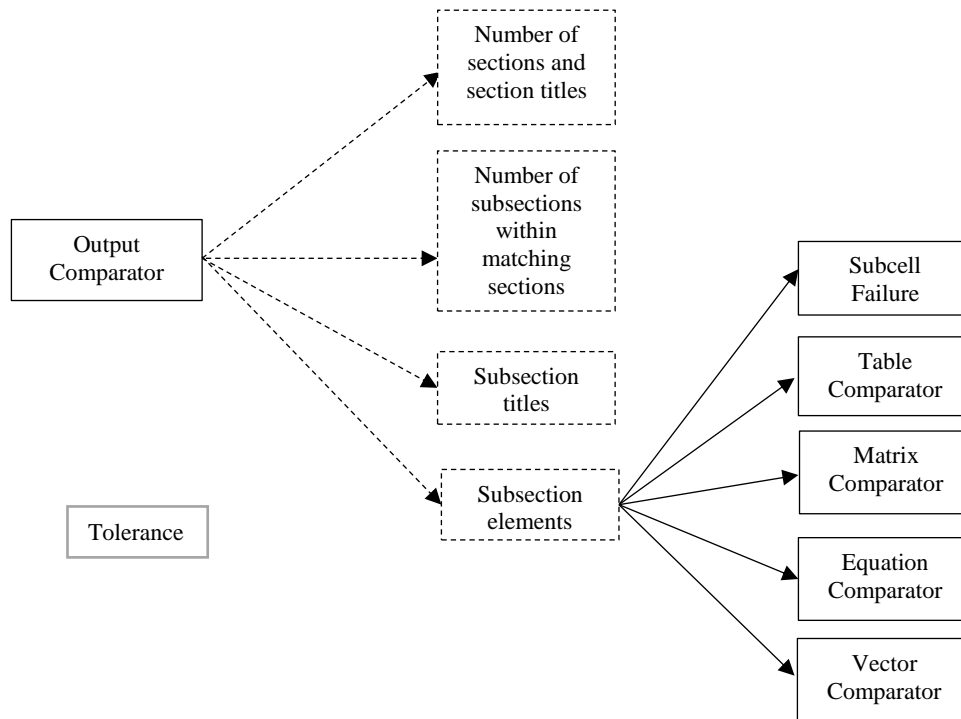 Number of
sections and
section titles
Number of
subsections
within
matching
sections
Output
Comparator
Subcell
Failure
Subsection
titles
Table
Comparator
Matrix
Comparator
Subsection
elements
Tolerance
Equation
Comparator
Vector
Comparator